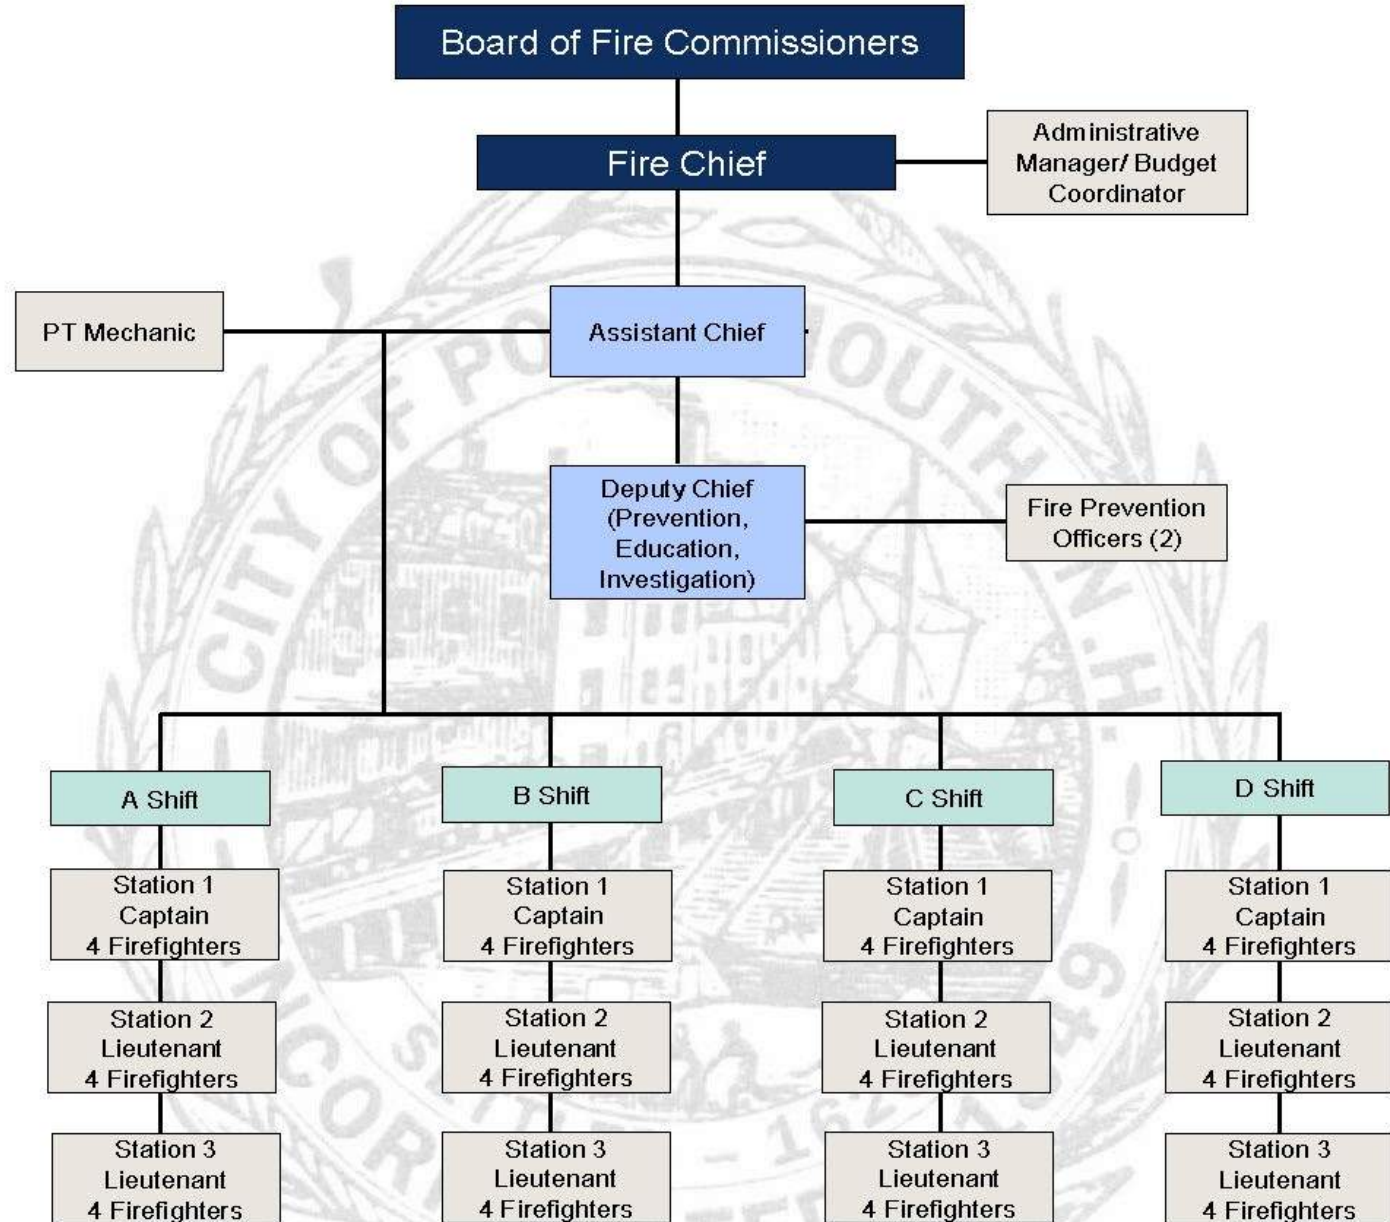 Board of Fire Commissioners
Fire Chief
Administrative
Manager/ Budget
Coordinator
PT Mechanic
Assistant Chief
Deputy Chief
(Prevention,
Education,
Investigation)
Fire Prevention
Officers (2)
A Shift
B Shift
C Shift
D Shift
Station 1
Captain
4 Firefighters
Station 1
Captain
4 Firefighters
Station 1
Captain
4 Firefighters
Station 1
Captain
4 Firefighters
Station 2
Lieutenant
4 Firefighters
Station 2
Lieutenant
4 Firefighters
Station 2
Lieutenant
4 Firefighters
Station 2
Lieutenant
4 Firefighters
Station 3
Lieutenant
4 Firefighters
Station 3
Lieutenant
4 Firefighters
Station 3
Lieutenant
4 Firefighters
Station 3
Lieutenant
4 Firefighters
CITY OF
N.H.